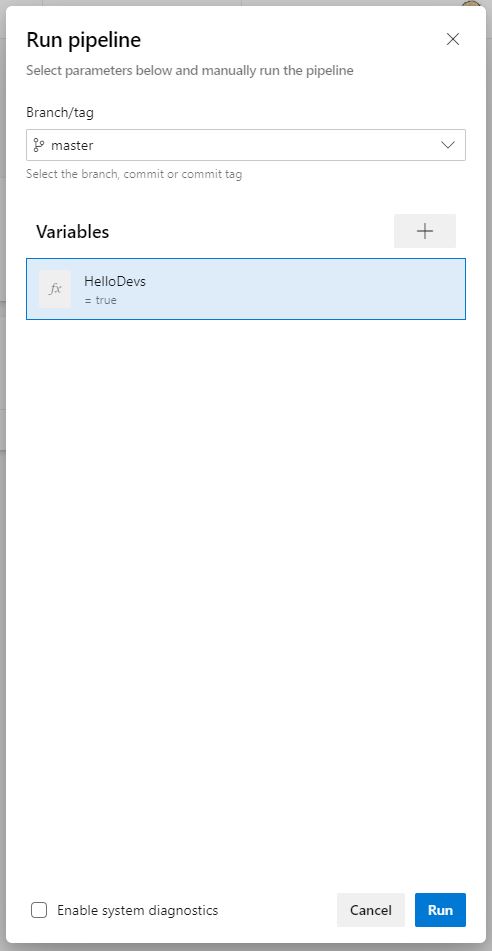 Run pipeline
Select parameters below and manually run the pipeline
Branch/tag
master
Select the branch, commit or commit tag
Variables
fx
HelloDevs
= true
Enable system diagnostics
Cancel
Run